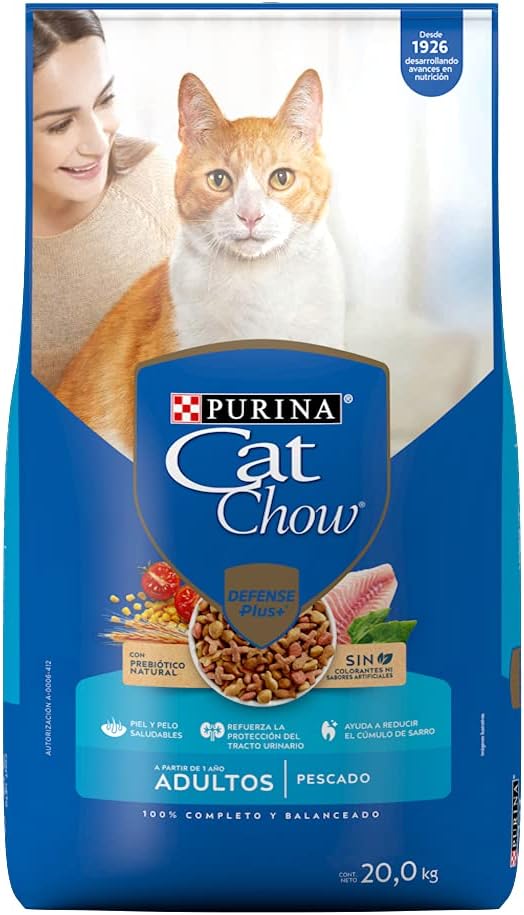 Desde
1926
desarrollando
avances en
nutrición
PURINA®
Cat
Chow®
DEFENSE
Plus+
CON
PREBIÓTICO
NATURAL
SIN
COLORANTES NI
SABORES ARTIFICIALES
PIEL Y PELO
SALUDABLES
REFUERZA LA
PROTECCIÓN DEL
TRACTO URINARIO
AYUDA A REDUCIR
EL CÚMULO DE SARRO
A PARTIR DE 1 AÑO
ADULTOS | PESCADO
100% COMPLETO Y BALANCEADO
CONT.
NETO 20,0 kg
AUTORIZACIÓN A-0006-412
Imágenes ilustrativas
PURINA